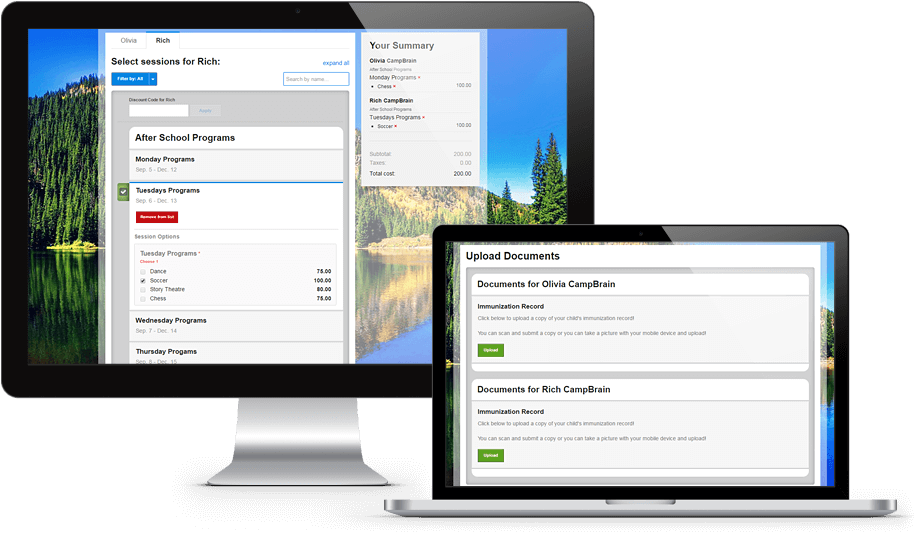 Olivia
Rich
Select sessions for Rich:
expand all
Filter by: All
Search by name...
Discount Code for Rich
Apply
After School Programs
Monday Programs
Sep. 5 - Dec. 12
Tuesdays Programs
Sep. 6 - Dec. 13
Remove from list
Session Options
Tuesday Programs *
Choose 1
Dance 75.00
Soccer 100.00
Story Theatre 80.00
Chess 75.00
Wednesday Programs
Sep. 7 - Dec. 14
Thursday Progams
Sep. 8 - Dec. 15
Your Summary
Olivia CampBrain
After School Programs
Monday Programs
Chess 100.00
Rich CampBrain
After School Programs
Tuesdays Programs
Soccer 100.00
Subtotal: 200.00
Taxes: 0.00
Total cost: 200.00
Upload Documents
Documents for Olivia CampBrain
Immunization Record
Click below to upload a copy of your child's immunization record!
You can scan and submit a copy or you can take a picture with your mobile device and upload!
Upload
Documents for Rich CampBrain
Immunization Record
Click below to upload a copy of your child's immunization record!
You can scan and submit a copy or you can take a picture with your mobile device and upload!
Upload